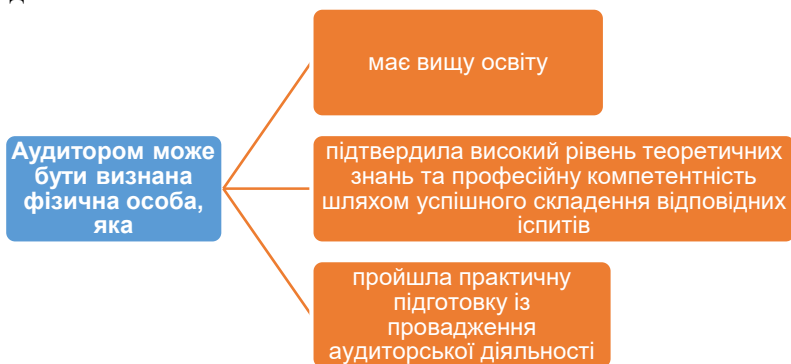 Аудитором може
бути визнана
фізична особа,
яка
має вищу освіту
підтвердила високий рівень теоретичних
знань та професійну компетентність
шляхом успішного складення відповідних
іспитів
пройшла практичну
підготовку із
провадження
аудиторської діяльності